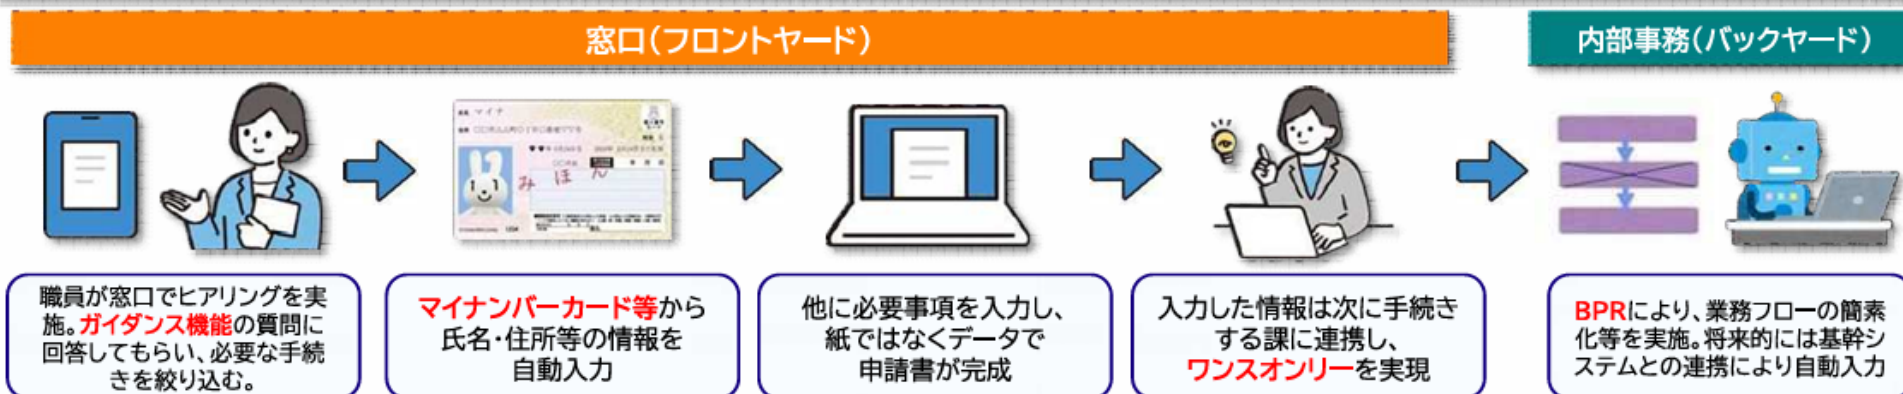 窓口(フロントヤード)
内部事務(バックヤード)
マイナ
みほん
職員が窓口でヒアリングを実
施。ガイダンス機能の質問に
回答してもらい、必要な手続
きを絞り込む。
マイナンバーカード等から
氏名・住所等の情報を
自動入力
他に必要事項を入力し、
紙ではなくデータで
申請書が完成
入力した情報は次に手続き
する課に連携し、
ワンスオンリーを実現
BPRにより、業務フローの簡素
化等を実施。将来的には基幹シ
ステムとの連携により自動入力